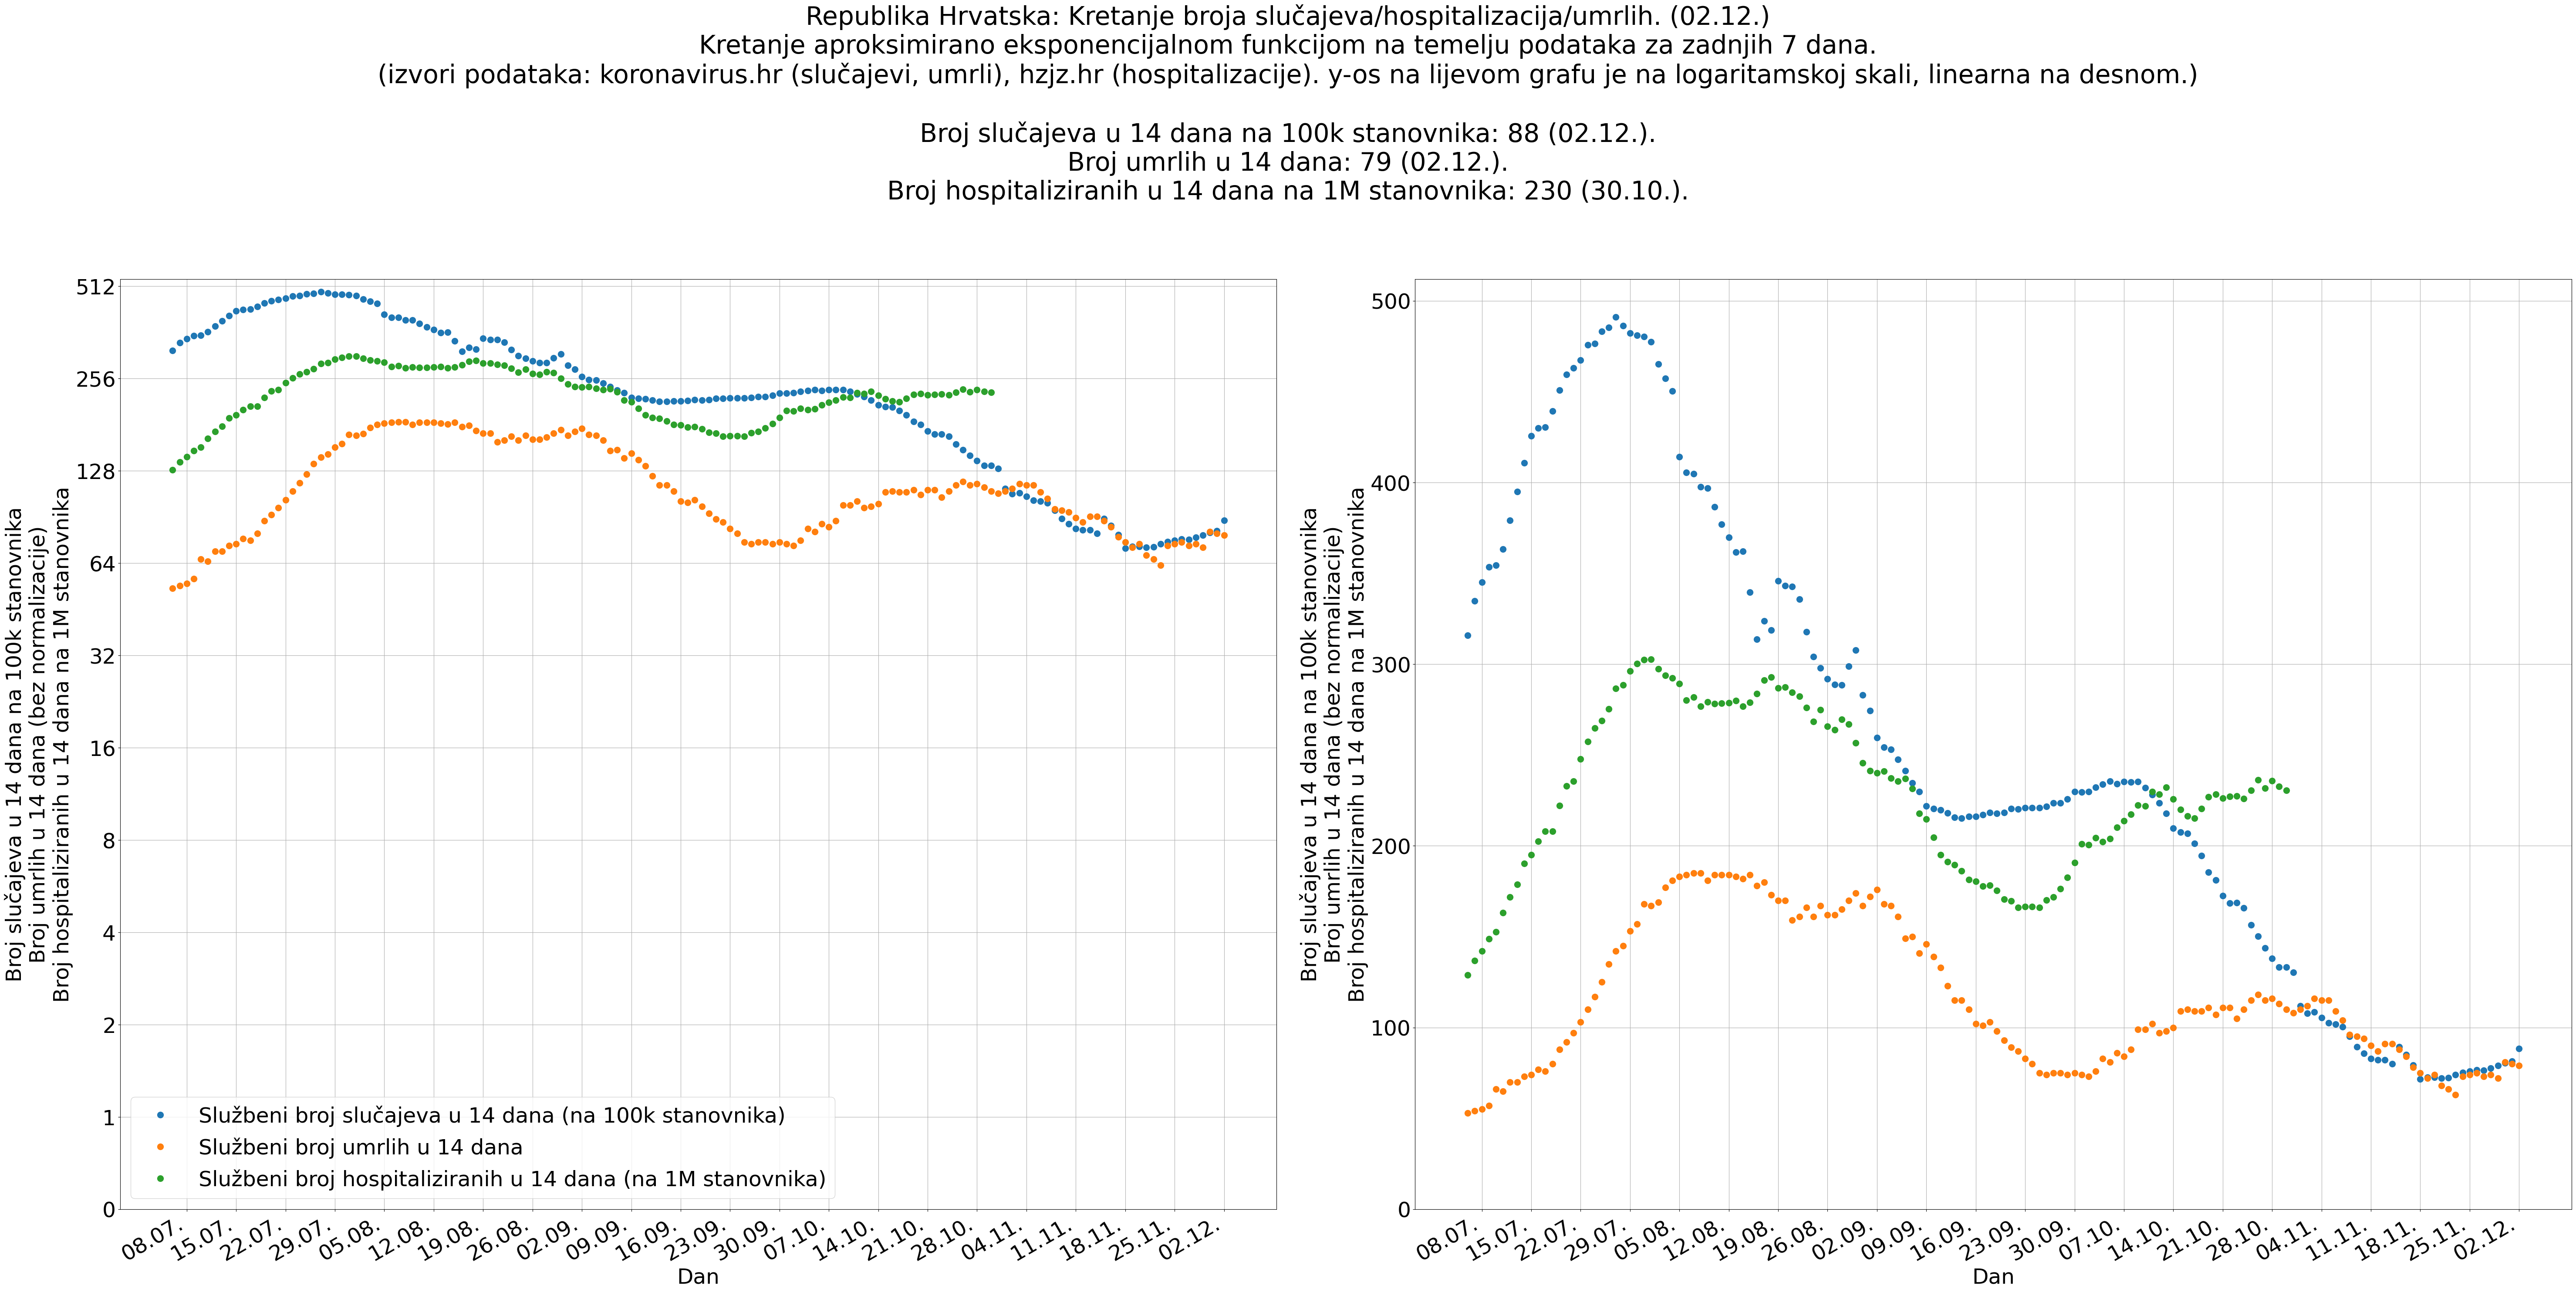 Republika Hrvatska: Kretanje broja slučajeva/hospitalizacija/umrlih. (02.12.)
Kretanje aproksimirano eksponencijalnom funkcijom na temelju podataka za zadnjih 7 dana.
(izvori podataka: koronavirus.hr (slučajevi, umrli), hzjz.hr (hospitalizacije). y-os na lijevom grafu je na logaritamskoj skali, linearna na desnom.)
Broj slučajeva u 14 dana na 100k stanovnika: 88 (02.12.).
Broj umrlih u 14 dana: 79 (02.12.).
Broj hospitaliziranih u 14 dana na 1M stanovnika: 230 (30.10.).
Broj slučajeva u 14 dana na 100k stanovnika
Broj umrlih u 14 dana (bez normalizacije)
Broj hospitaliziranih u 14 dana na 1M stanovnika
512
256
128
64
32
16
8
4
2
1
0
Službeni broj slučajeva u 14 dana (na 100k stanovnika)
Službeni broj umrlih u 14 dana
Službeni broj hospitaliziranih u 14 dana (na 1M stanovnika)
08.07. 15.07. 22.07. 29.07. 05.08. 12.08. 19.08. 26.08. 02.09. 09.09. 16.09. 23.09. 30.09. 07.10. 14.10. 21.10. 28.10. 04.11. 11.11. 18.11. 25.11. 02.12.
Dan
Broj slučajeva u 14 dana na 100k stanovnika
Broj umrlih u 14 dana (bez normalizacije)
Broj hospitaliziranih u 14 dana na 1M stanovnika
500
400
300
200
100
0
08.07. 15.07. 22.07. 29.07. 05.08. 12.08. 19.08. 26.08. 02.09. 09.09. 16.09. 23.09. 30.09. 07.10. 14.10. 21.10. 28.10. 04.11. 11.11. 18.11. 25.11. 02.12.
Dan